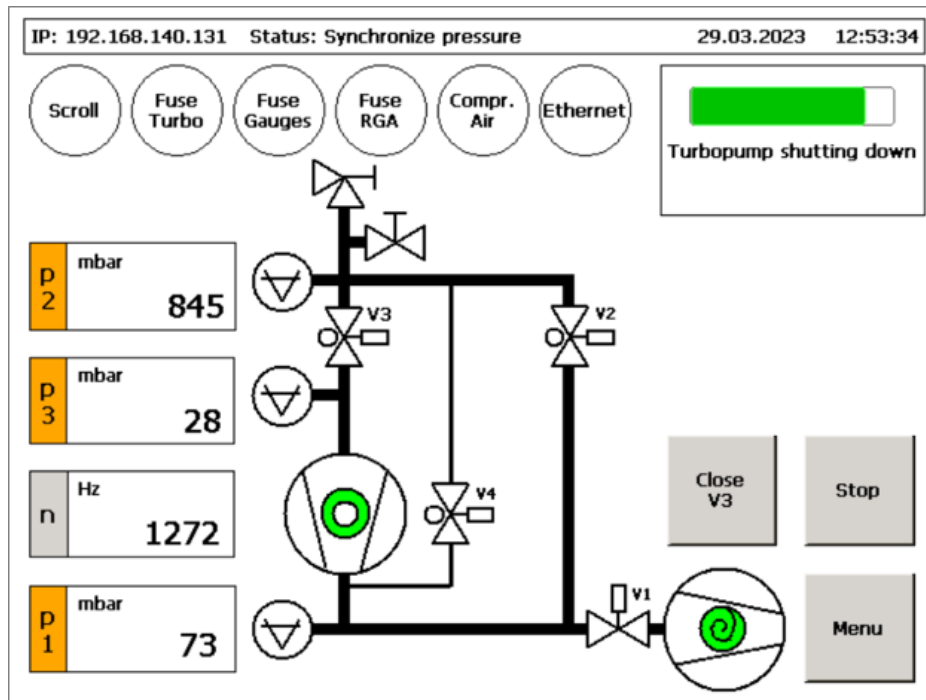 IP: 192.168.140.131 Status: Synchronize pressure 29.03.2023 12:53:34
Scroll
Fuse
Turbo
Fuse
Gauges
Fuse
RGA
Compr.
Air
Ethernet
Turbopump shutting down
p
2
mbar
845
V3
V2
p
3
mbar
28
n
Hz
1272
V4
Close
V3
Stop
p
1
mbar
73
V1
Menu